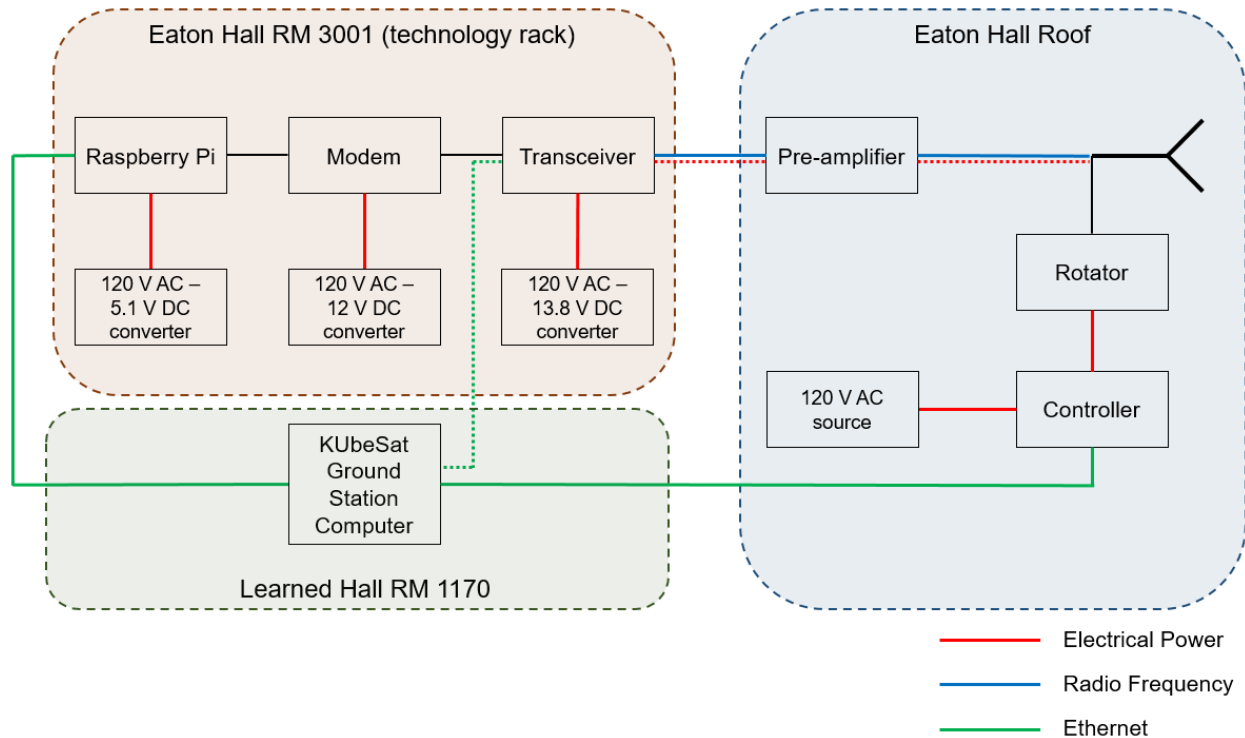 Eaton Hall RM 3001 (technology rack)
Eaton Hall Roof
Raspberry Pi
Modem
Transceiver
Pre-amplifier
Rotator
120 V AC –
5.1 V DC
converter
120 V AC –
12 V DC
converter
120 V AC –
13.8 V DC
converter
120 V AC
source
Controller
KUbeSat
Ground
Station
Computer
Learned Hall RM 1170
Electrical Power
Radio Frequency
Ethernet